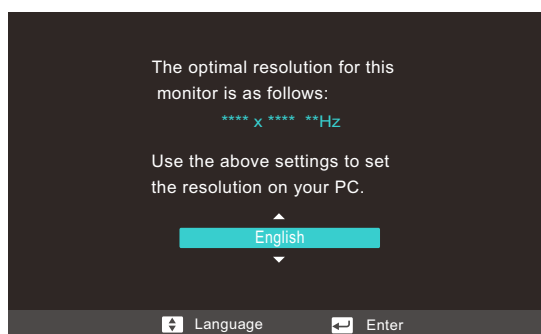 The optimal resolution for this
monitor is as follows:
**** x **** **Hz
Use the above settings to set
the resolution on your PC.
English
Language Enter